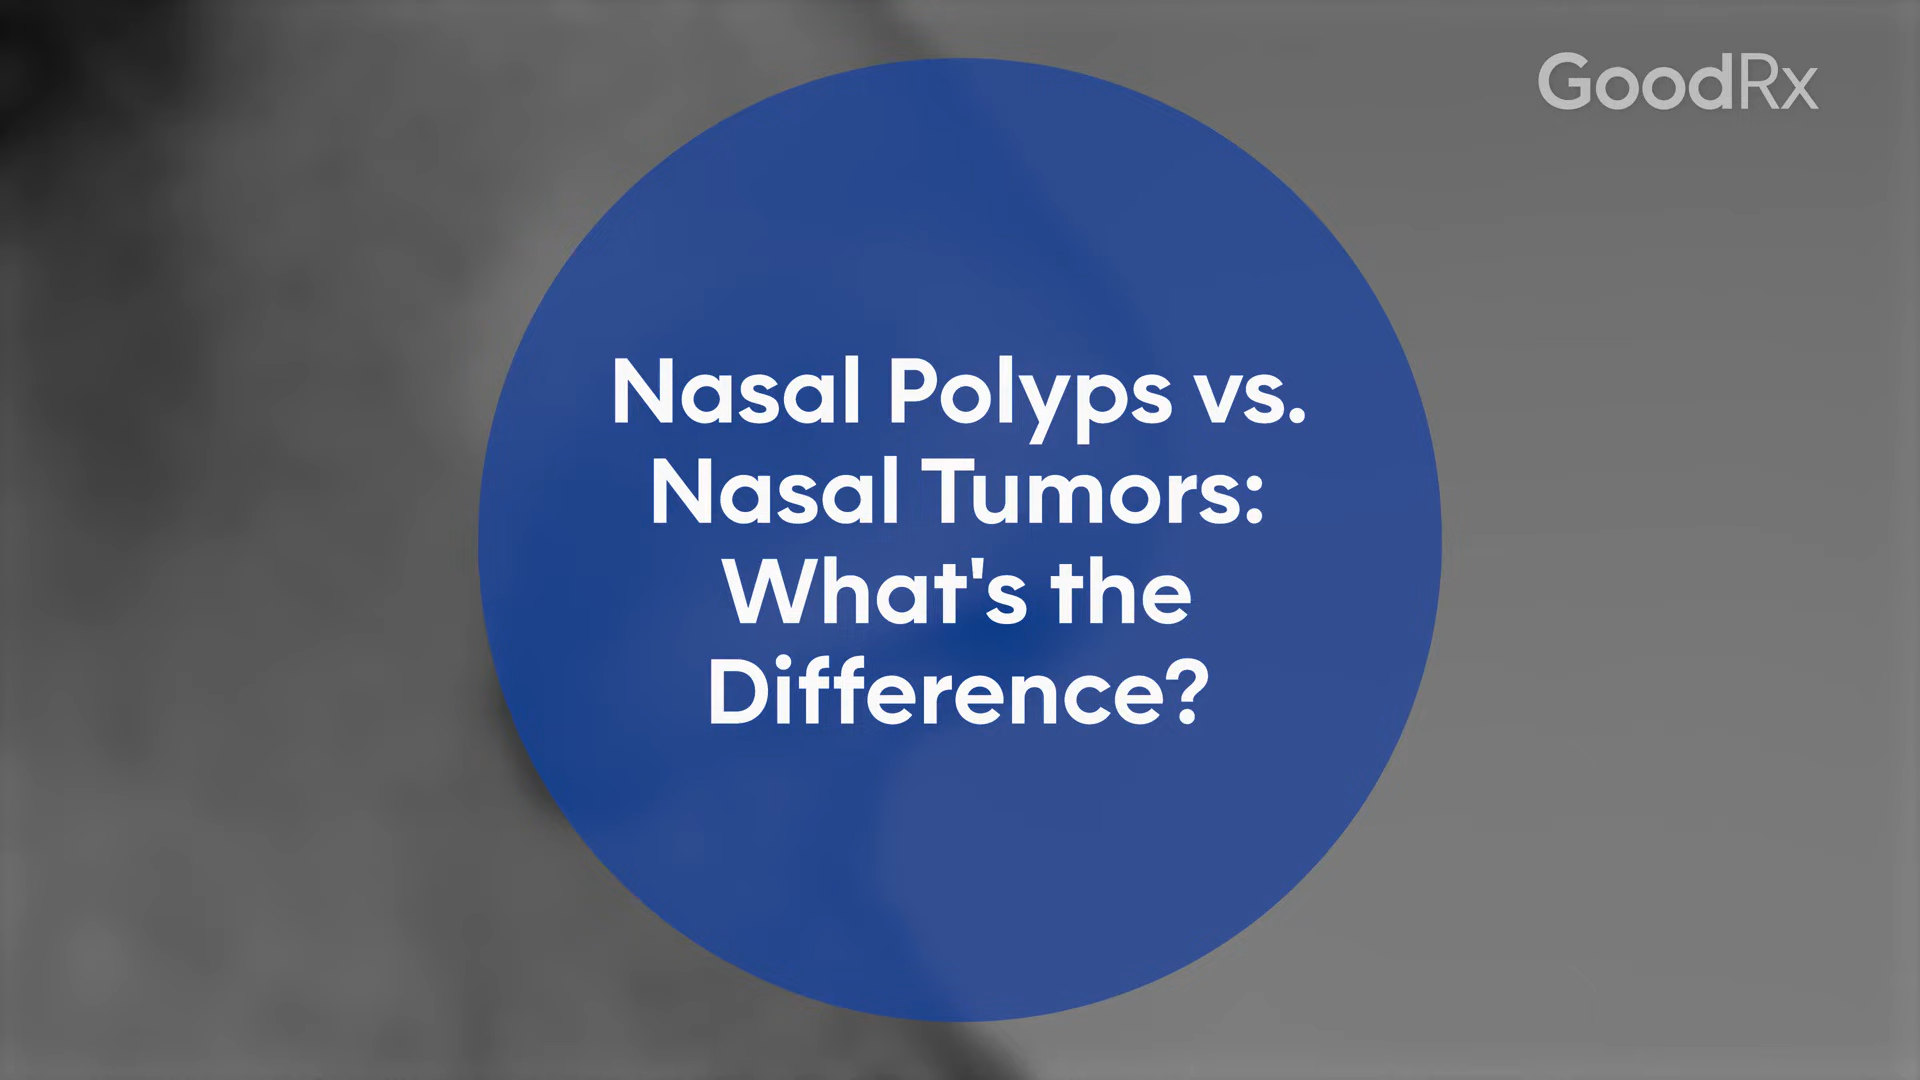 GoodRx
Nasal Polyps vs.
Nasal Tumors:
What's the
Difference?